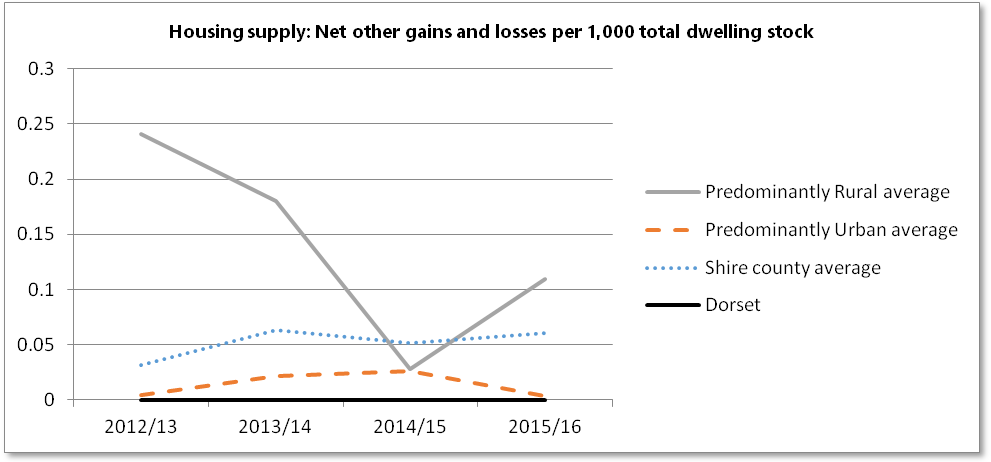 Housing supply: Net other gains and losses per 1,000 total dwelling stock
0.3
0.25
0.2
0.15
0.1
0.05
0
2012/13 2013/14 2014/15 2015/16
Predominantly Rural average
Predominantly Urban average
Shire county average
Dorset